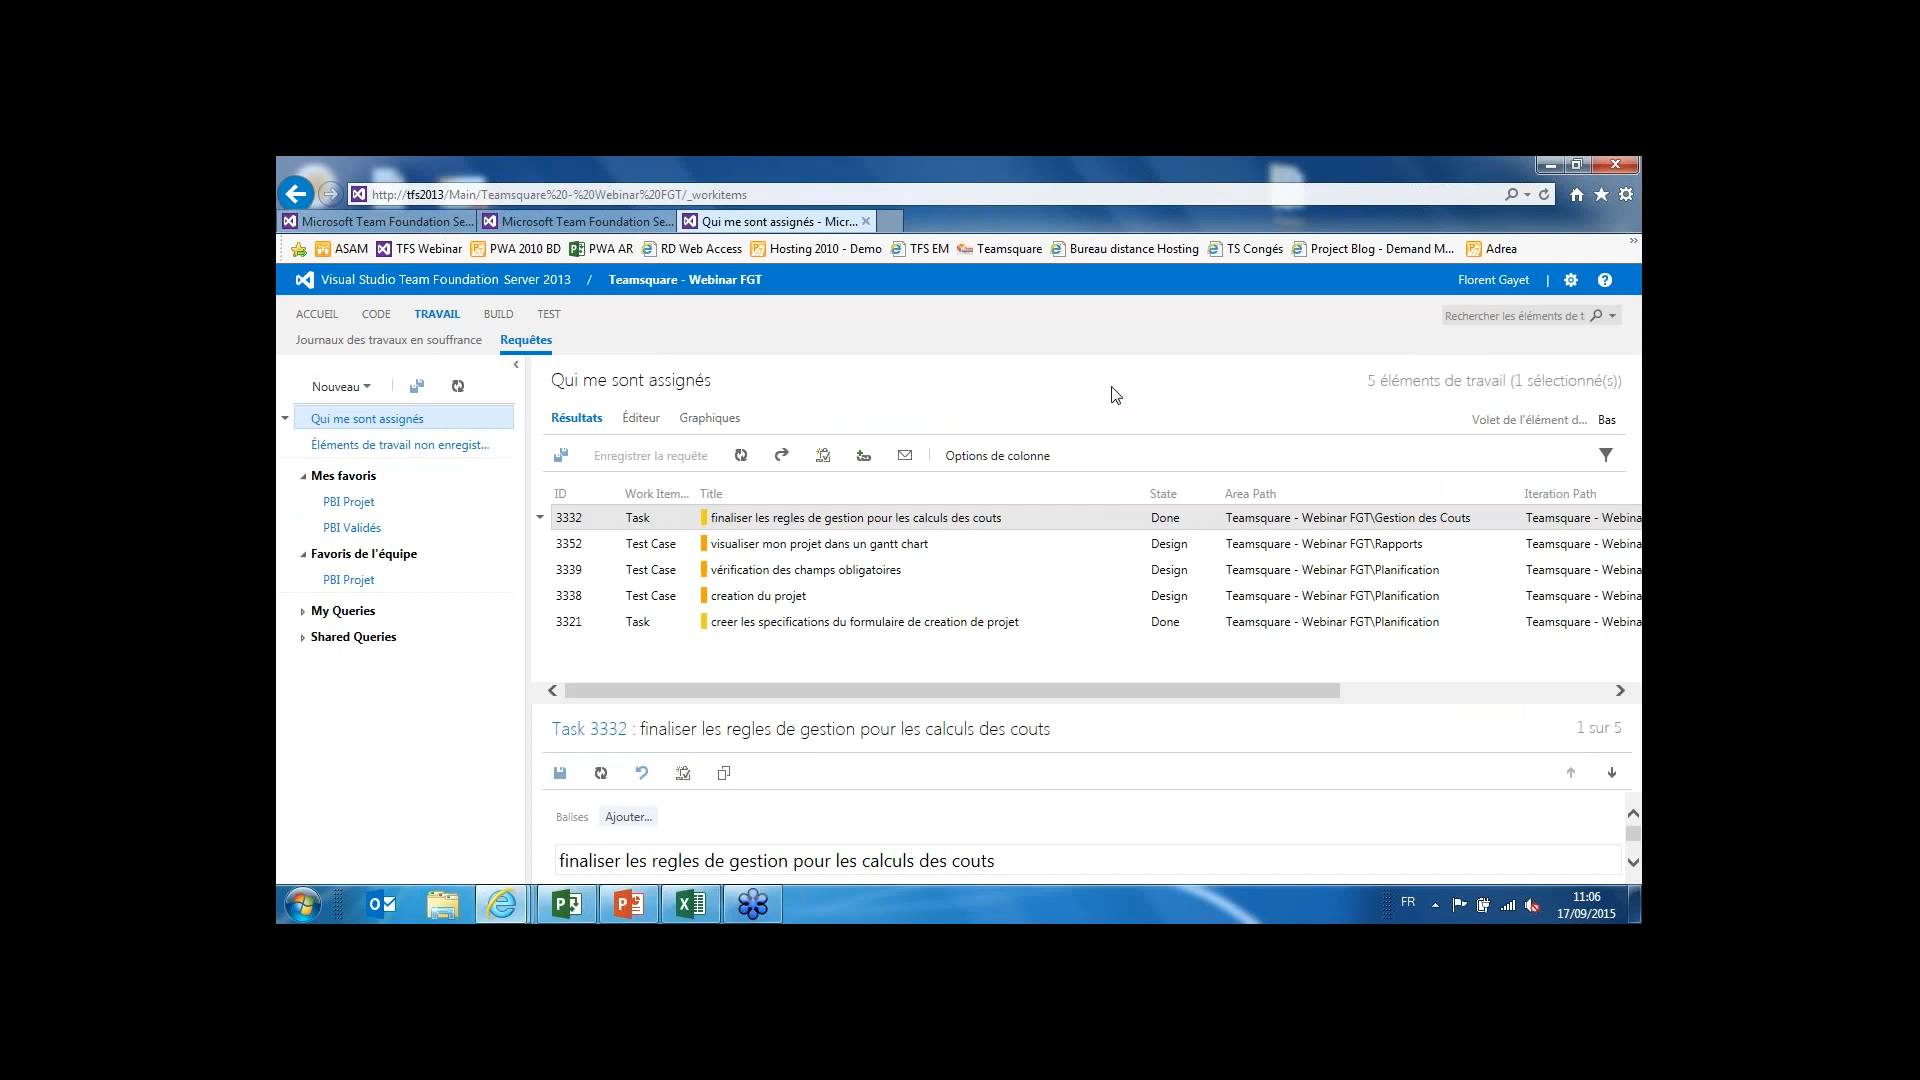 http://tfs2013/Main/Teamsquare%20-%20Webinar%20FGT/_workitems
Microsoft Team Foundation Se... Microsoft Team Foundation Se... Qui me sont assignés - Micr...
ASAM TFS Webinar PWA 2010 BD PWA AR RD Web Access Hosting 2010 - Demo TFS EM Teamsquare Bureau distance Hosting TS Congés Project Blog - Demand M... Adrea
Visual Studio Team Foundation Server 2013 / Teamsquare - Webinar FGT Florent Gayet |
ACCUEIL CODE TRAVAIL BUILD TEST
Rechercher les éléments de t
Journaux des travaux en souffrance Requêtes
Nouveau
Qui me sont assignés
Éléments de travail non enregist...
Mes favoris
PBI Projet
PBI Validés
Favoris de l'équipe
PBI Projet
My Queries
Shared Queries
Qui me sont assignés 5 éléments de travail (1 sélectionné(s))
Résultats Éditeur Graphiques Volet de l'élément d... Bas
Enregistrer la requête Options de colonne
ID Work Item... Title State Area Path Iteration Path
3332 Task finaliser les regles de gestion pour les calculs des couts Done Teamsquare - Webinar FGT\Gestion des Couts Teamsquare - Webina
3352 Test Case visualiser mon projet dans un gantt chart Design Teamsquare - Webinar FGT\Rapports Teamsquare - Webina
3339 Test Case vérification des champs obligatoires Design Teamsquare - Webinar FGT\Planification Teamsquare - Webina
3338 Test Case creation du projet Design Teamsquare - Webinar FGT\Planification Teamsquare - Webina
3321 Task creer les specifications du formulaire de creation de projet Done Teamsquare - Webinar FGT\Planification Teamsquare - Webina
Task 3332 : finaliser les regles de gestion pour les calculs des couts 1 sur 5
Balises Ajouter...
finaliser les regles de gestion pour les calculs des couts
FR 11:06
17/09/2015